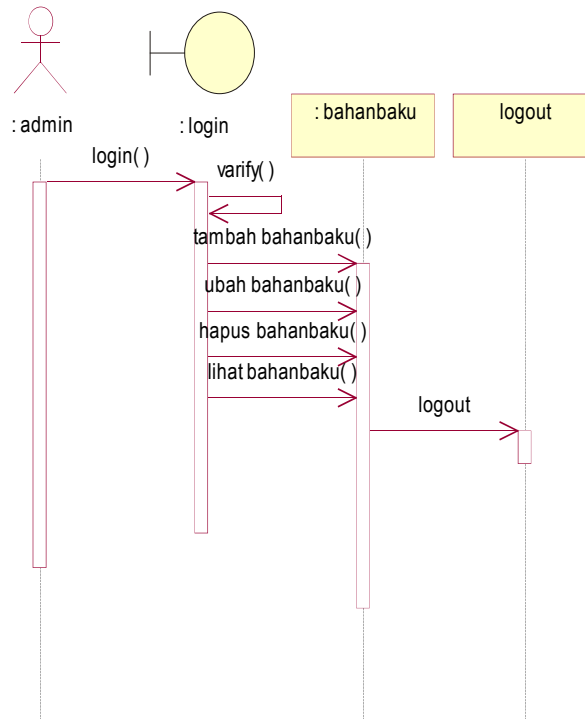 : admin
: login
: bahanbaku
logout
login( )
varify( )
tambah bahanbaku( )
ubah bahanbaku( )
hapus bahanbaku( )
lihat bahanbaku( )
logout